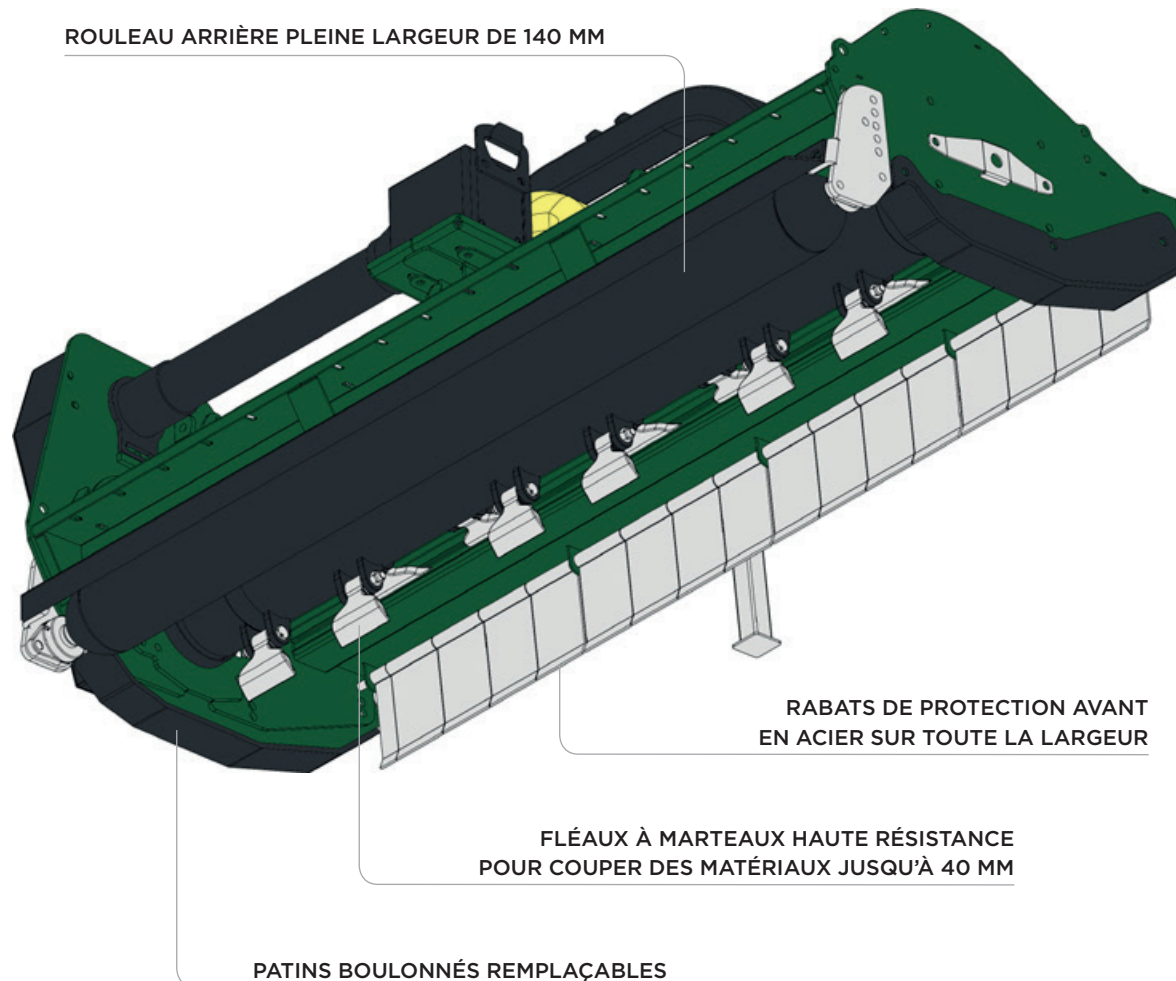 ROULEAU ARRIÈRE PLEINE LARGEUR DE 140 MM
RABATS DE PROTECTION AVANT
EN ACIER SUR TOUTE LA LARGEUR
FLÉAUX À MARTEAUX HAUTE RÉSISTANCE
POUR COUPER DES MATÉRIAUX JUSQU’À 40 MM
PATINS BOULONNÉS REMPLAÇABLES